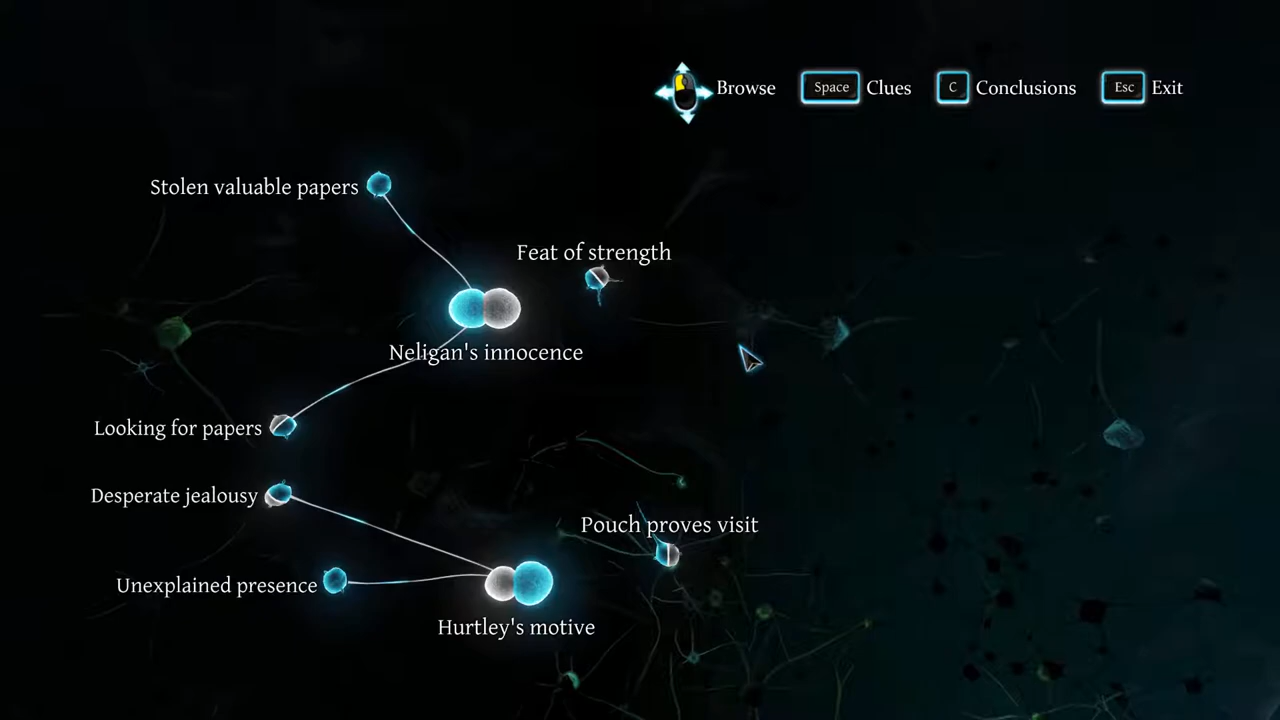 Browse
Space
Clues
C
Conclusions
Esc
Exit
Stolen valuable papers
Feat of strength
Neligan's innocence
Looking for papers
Desperate jealousy
Pouch proves visit
Unexplained presence
Hurtley's motive